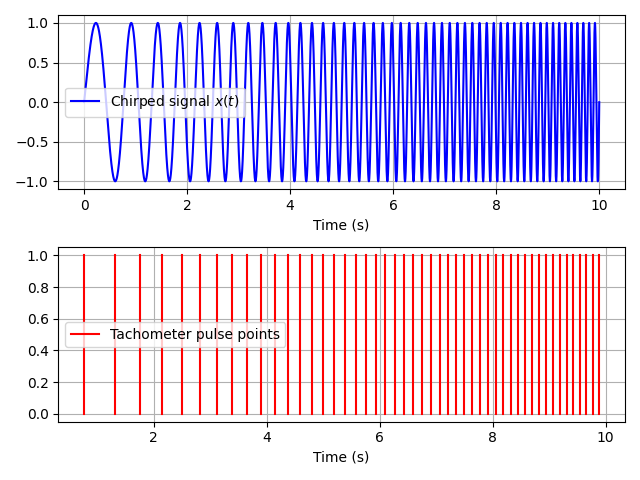 1.0
0.5
0.0
−0.5
−1.0
Chirped signal x(t)
0 2 4 6 8 10
Time (s)
1.0
0.8
0.6
0.4
0.2
0.0
Tachometer pulse points
2 4 6 8 10
Time (s)